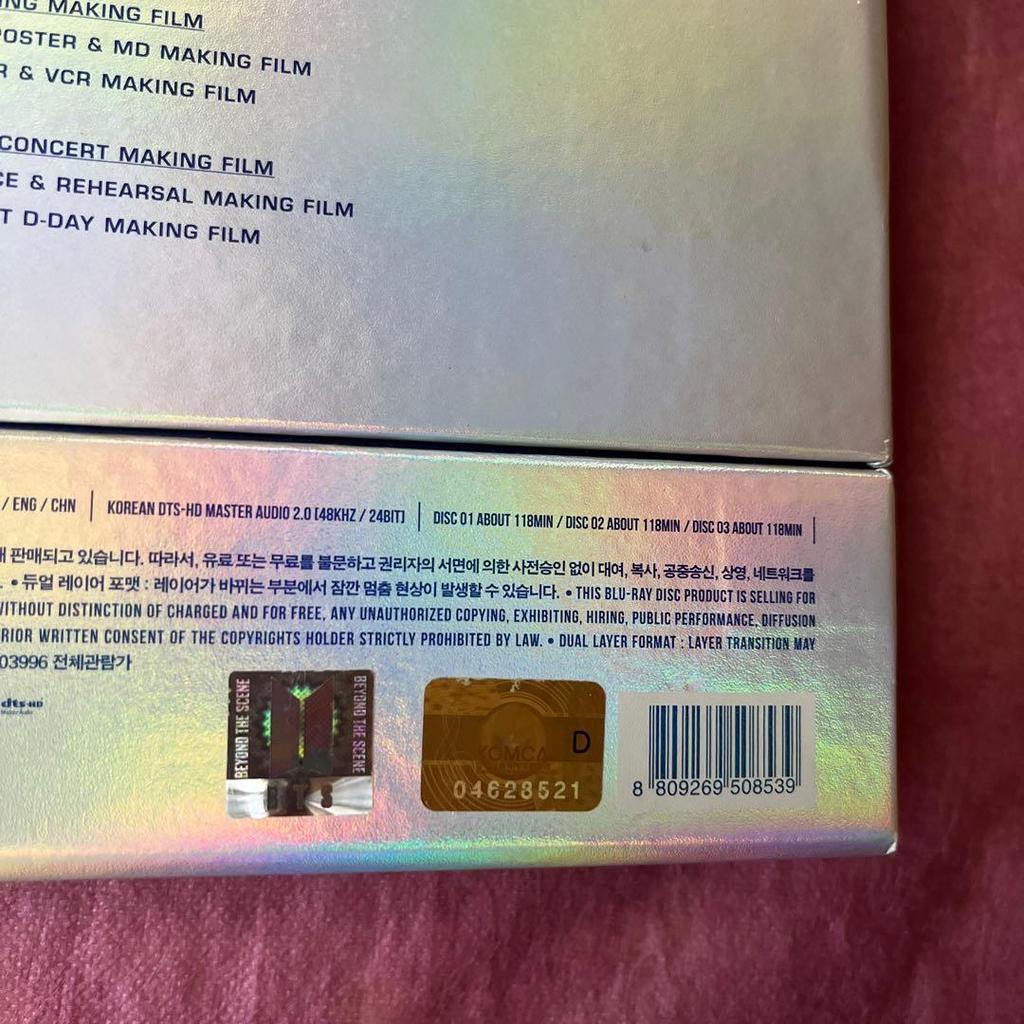 MAKING FILM
& MD MAKING FILM
& VCR MAKING FILM
CONCERT MAKING FILM
& REHEARSAL MAKING FILM
D-DAY MAKING FILM
/ ENG / CHN | KOREAN DTS-HD MASTER AUDIO 2.0 [48KHZ / 24BIT] | DISC 01 ABOUT 118MIN / DISC 02 ABOUT 118MIN / DISC 03 ABOUT 118MIN |
판매되고 있습니다. 따라서, 유료 또는 무료를 불문하고 권리자의 서면에 의한 사전승인 없이 대여, 복사, 공중송신, 상영, 네트워크를
. • 듀얼 레이어 포맷 : 레이어가 바뀌는 부분에서 잠깐 멈춤 현상이 발생할 수 있습니다. • THIS BLU-RAY DISC PRODUCT IS SELLING FOR
WITHOUT DISTINCTION OF CHARGED AND FOR FREE, ANY UNAUTHORIZED COPYING, EXHIBITING, HIRING, PUBLIC PERFORMANCE, DIFFUSION
WRITTEN CONSENT OF THE COPYRIGHTS HOLDER STRICTLY PROHIBITED BY LAW. • DUAL LAYER FORMAT : LAYER TRANSITION MAY
03996 전체관람가
dts-HD
Master Audio
BEYOND THE SCENE
BEYOND THE SCENE
BTS
KOMCA
D
04628521
8 809269 508539